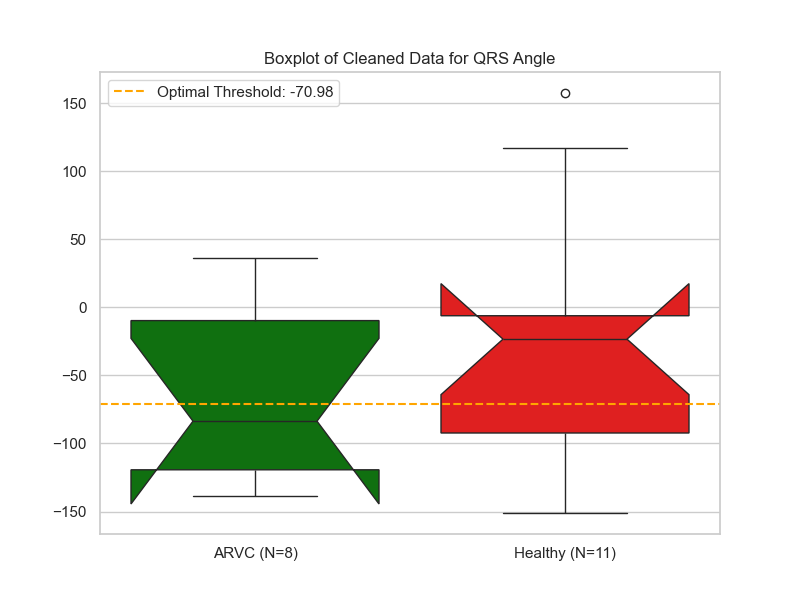 Boxplot of Cleaned Data for QRS Angle
Optimal Threshold: -70.98
150
100
50
0
−50
−100
−150
ARVC (N=8)
Healthy (N=11)